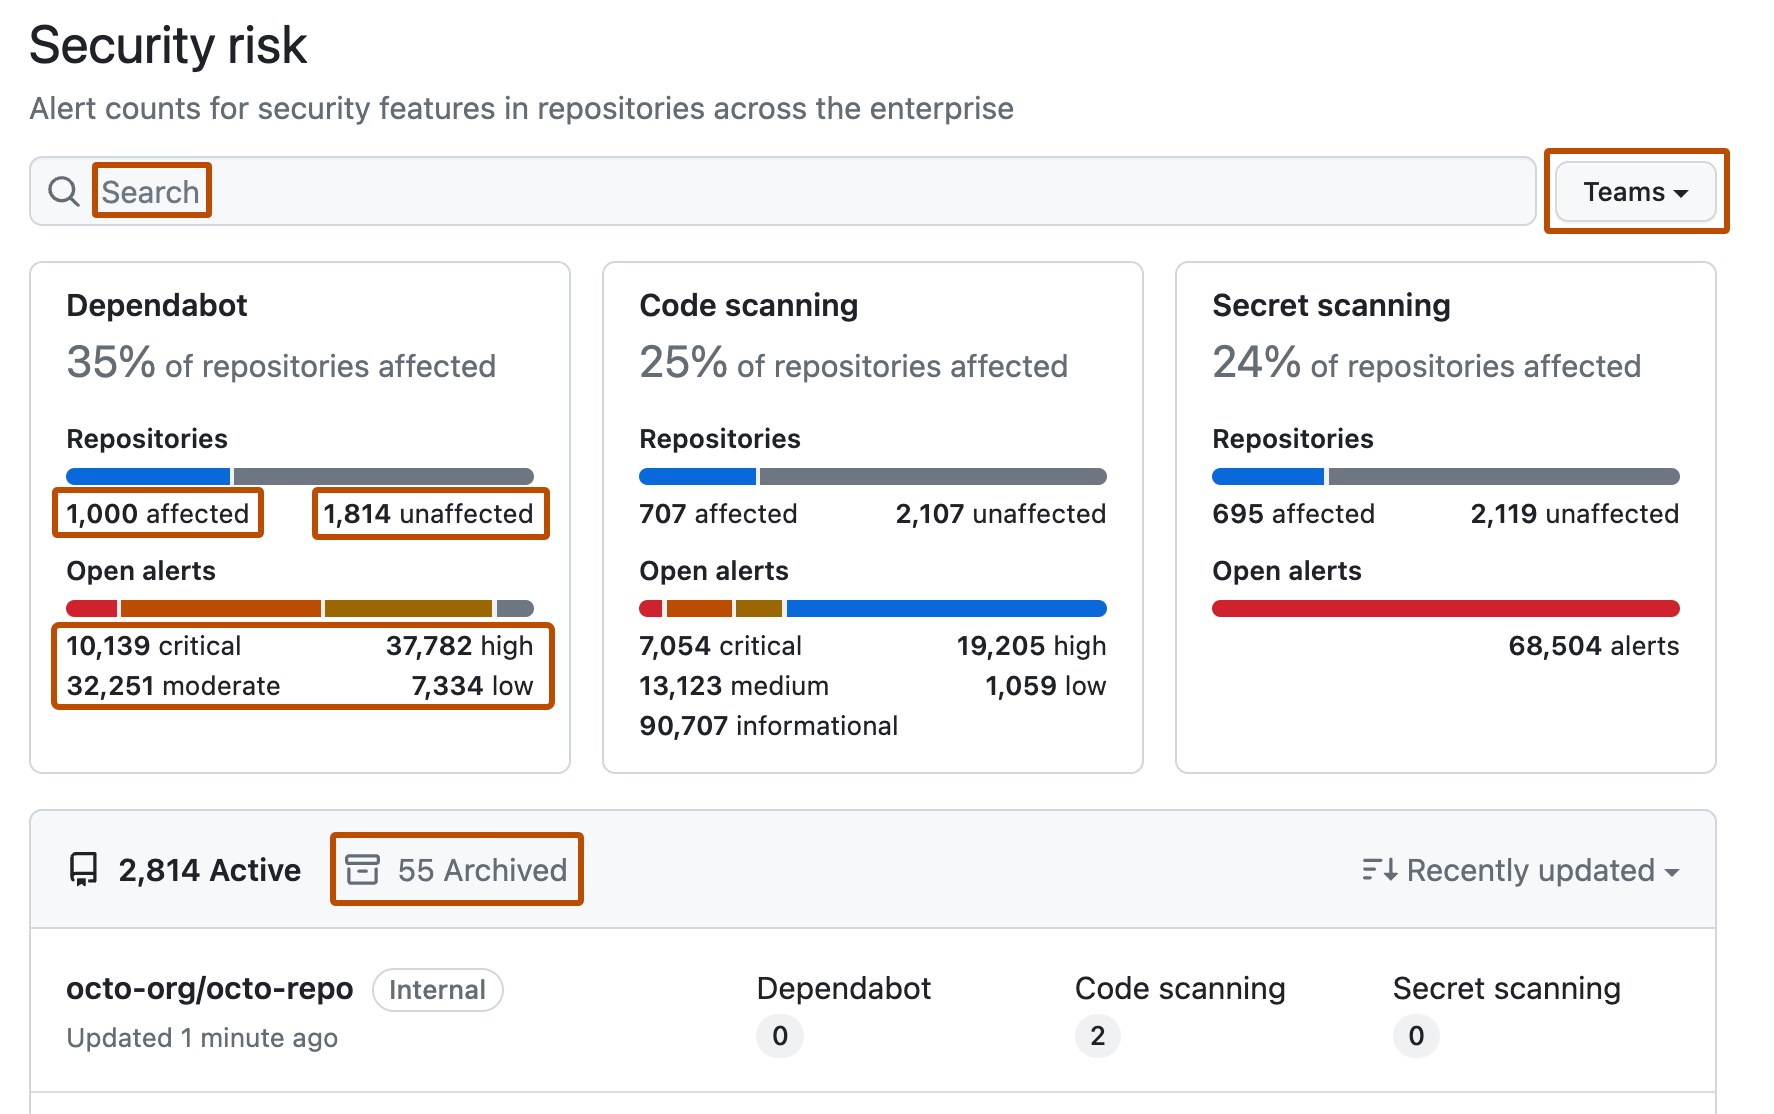 Security risk
Alert counts for security features in repositories across the enterprise
Search
Teams
Dependabot
35% of repositories affected
Repositories
1,000 affected 1,814 unaffected
Open alerts
10,139 critical 37,782 high
32,251 moderate 7,334 low
Code scanning
25% of repositories affected
Repositories
707 affected 2,107 unaffected
Open alerts
7,054 critical 19,205 high
13,123 medium 1,059 low
90,707 informational
Secret scanning
24% of repositories affected
Repositories
695 affected 2,119 unaffected
Open alerts
68,504 alerts
2,814 Active 55 Archived Recently updated
octo-org/octo-repo Internal Dependabot Code scanning Secret scanning
Updated 1 minute ago 0 2 0